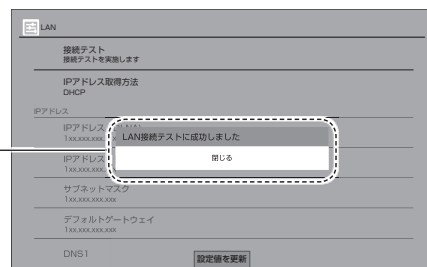 LAN
接続テスト
接続テストを実施します
IPアドレス取得方法
DHCP
IPアドレス
IPアドレス
1xx.xxx.xxx.
LAN接続テストに成功しました
閉じる
IPアドレス
1xx.xxx.xxx.
サブネットマスク
1xx.xxx.xxx.xxx
デフォルトゲートウェイ
1xx.xxx.xxx.xxx
DNS1
設定値を更新